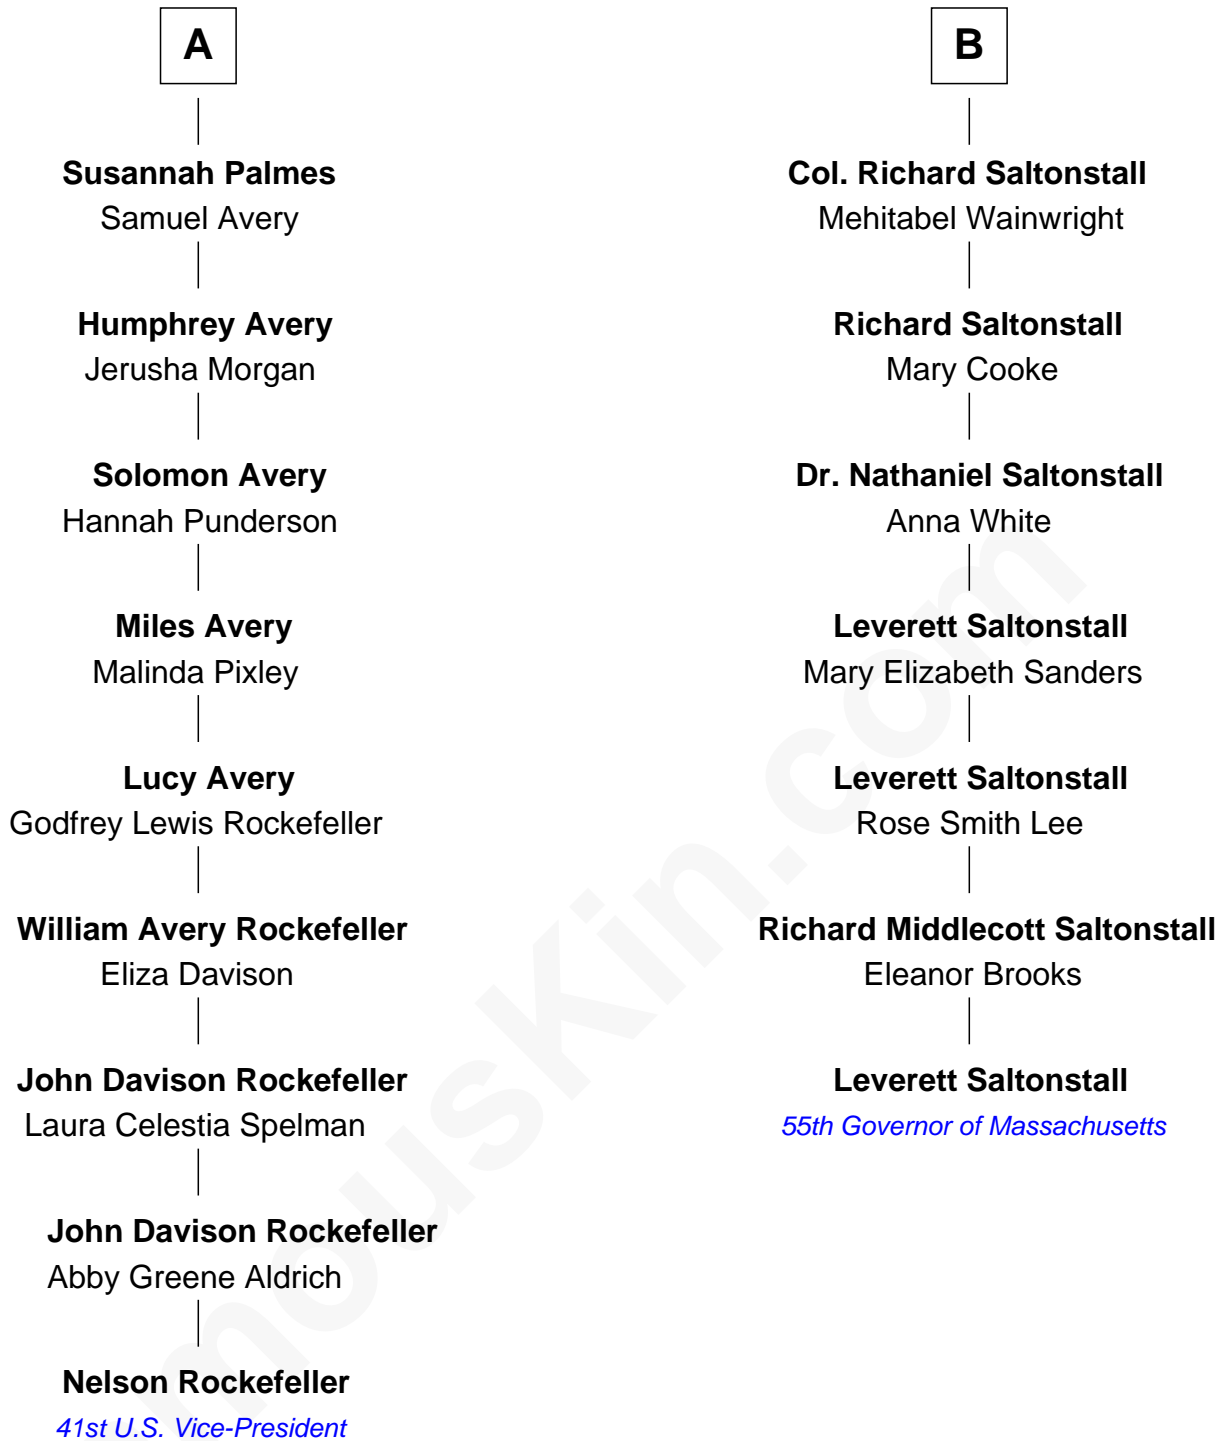 A
Susannah Palmes
Samuel Avery
Humphrey Avery
Jerusha Morgan
Solomon Avery
Hannah Punderson
Miles Avery
Malinda Pixley
Lucy Avery
Godfrey Lewis Rockefeller
William Avery Rockefeller
Eliza Davison
John Davison Rockefeller
Laura Celestia Spelman
John Davison Rockefeller
Abby Greene Aldrich
Nelson Rockefeller
41st U.S. Vice-President
B
Col. Richard Saltonstall
Mehitabel Wainwright
Richard Saltonstall
Mary Cooke
Dr. Nathaniel Saltonstall
Anna White
Leverett Saltonstall
Mary Elizabeth Sanders
Leverett Saltonstall
Rose Smith Lee
Richard Middlecott Saltonstall
Eleanor Brooks
Leverett Saltonstall
55th Governor of Massachusetts
mousKin.com